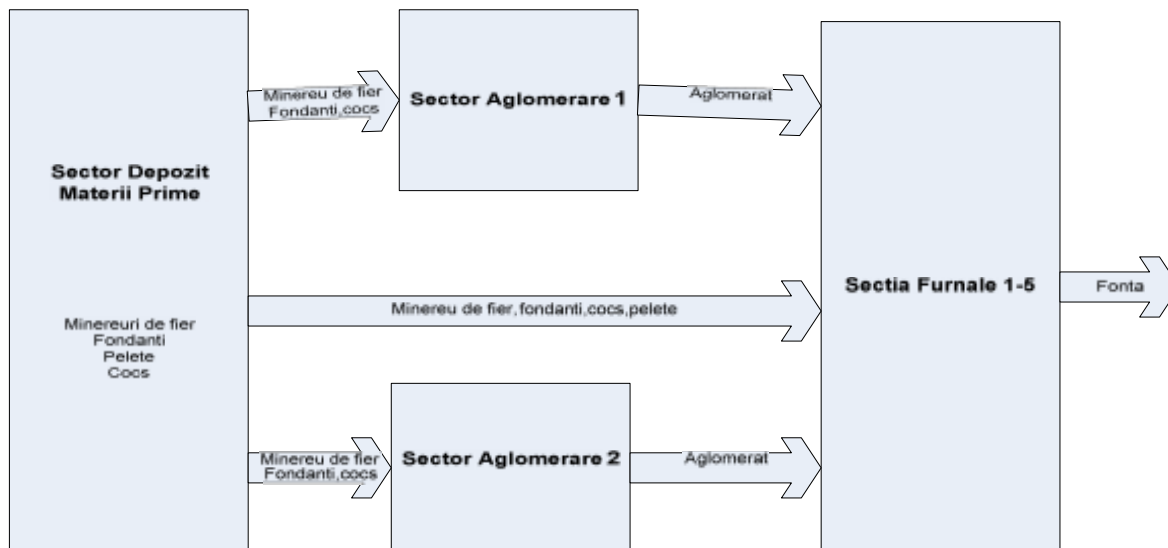 Sector Depozit
Materii Prime
Minereuri de fier
Fondanti
Pelete
Cocs
Minereu de fier
Fondanti,cocs
Sector Aglomerare 1
Aglomerat
Minereu de fier,fondanti,cocs,pelete
Minereu de fier
Fondanti,cocs
Sector Aglomerare 2
Aglomerat
Sectia Furnale 1-5
Fonta